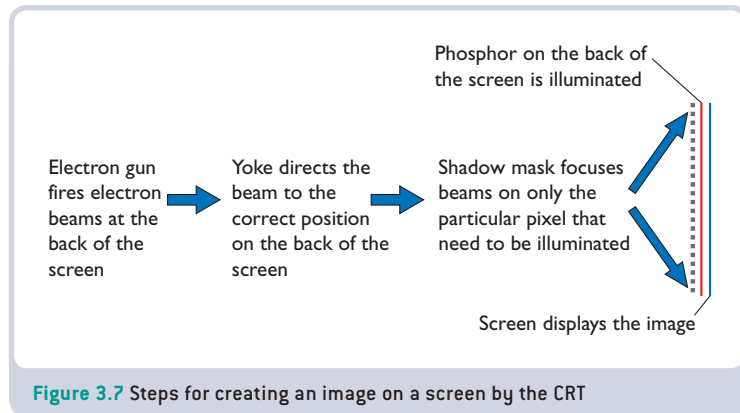 Phosphor on the back of
the screen is illuminated
Electron gun
fires electron
beams at the
back of the
screen
Yoke directs the
beam to the
correct position
on the back of the
screen
Shadow mask focuses
beams on only the
particular pixel that
need to be illuminated
Screen displays the image
Figure 3.7 Steps for creating an image on a screen by the CRT